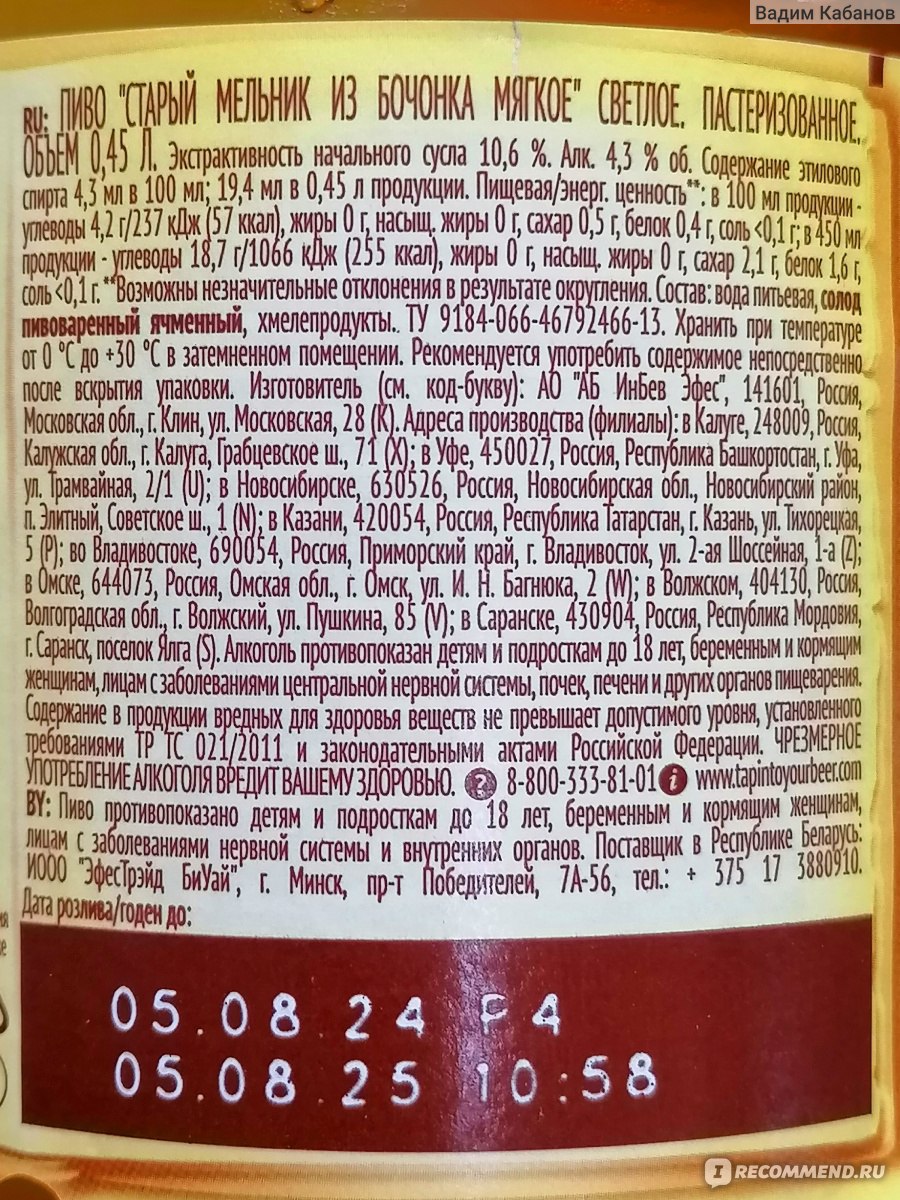 Вадим Кабанов
RU: ПИВО "СТАРЫЙ МЕЛЬНИК ИЗ БОЧОНКА МЯГКОЕ" СВЕТЛОЕ. ПАСТЕРИЗОВАННОЕ.
ОБЪЕМ 0,45 Л. Экстрактивность начального сусла 10,6 %. Алк. 4,3 % об. Содержание этилового
спирта 4,3 мл в 100 мл; 19,4 мл в 0,45 л продукции. Пищевая/энерг. ценность**: в 100 мл продукции -
углеводы 4,2 г/237 кДж (57 ккал), жиры 0 г, насыщ. жиры 0 г, сахар 0,5 г, белок 0,4 г, соль <0,1 г; в 450 мл
продукции - углеводы 18,7 г/1066 кДж (255 ккал), жиры 0 г, насыщ. жиры 0 г, сахар 2,1 г, белок 1,6 г,
соль <0,1 г. **Возможны незначительные отклонения в результате округления. Состав: вода питьевая, солод
пивоваренный ячменный, хмелепродукты. ТУ 9184-066-46792466-13. Хранить при температуре
от 0 °С до +30 °С в затемненном помещении. Рекомендуется употребить содержимое непосредственно
после вскрытия упаковки. Изготовитель (см. код-букву): АО "АБ ИнБев Эфес", 141601, Россия,
Московская обл., г. Клин, ул. Московская, 28 (K). Адреса производства (филиалы): в Калуге, 248009, Россия,
Калужская обл., г. Калуга, Грабцевское ш., 71 (X); в Уфе, 450027, Россия, Республика Башкортостан, г. Уфа,
ул. Трамвайная, 2/1 (U); в Новосибирске, 630526, Россия, Новосибирская обл., Новосибирский район,
п. Элитный, Советское ш., 1 (N); в Казани, 420054, Россия, Республика Татарстан, г. Казань, ул. Тихорецкая,
5 (P); во Владивостоке, 690054, Россия, Приморский край, г. Владивосток, ул. 2-ая Шоссейная, 1-а (Z);
в Омске, 644073, Россия, Омская обл., г. Омск, ул. И. Н. Багнюка, 2 (W); в Волжском, 404130, Россия,
Волгоградская обл., г. Волжский, ул. Пушкина, 85 (V); в Саранске, 430904, Россия, Республика Мордовия,
г. Саранск, поселок Ялга (S). Алкоголь противопоказан детям и подросткам до 18 лет, беременным и кормящим
женщинам, лицам с заболеваниями центральной нервной системы, почек, печени и других органов пищеварения.
Содержание в продукции вредных для здоровья веществ не превышает допустимого уровня, установленного
требованиями ТР ТС 021/2011 и законодательными актами Российской Федерации. ЧРЕЗМЕРНОЕ
УПОТРЕБЛЕНИЕ АЛКОГОЛЯ ВРЕДИТ ВАШЕМУ ЗДОРОВЬЮ. ? 8-800-333-81-01 i www.tapintoyourbeer.com
BY: Пиво противопоказано детям и подросткам до 18 лет, беременным и кормящим женщинам,
лицам с заболеваниями нервной системы и внутренних органов. Поставщик в Республике Беларусь:
ИООО "ЭфесТрэйд БиУай", г. Минск, пр-т Победителей, 7А-56, тел.: + 375 17 3880910.
Дата розлива/годен до:
05.08.24 P4
05.08.25 10:58
I RECOMMEND.RU